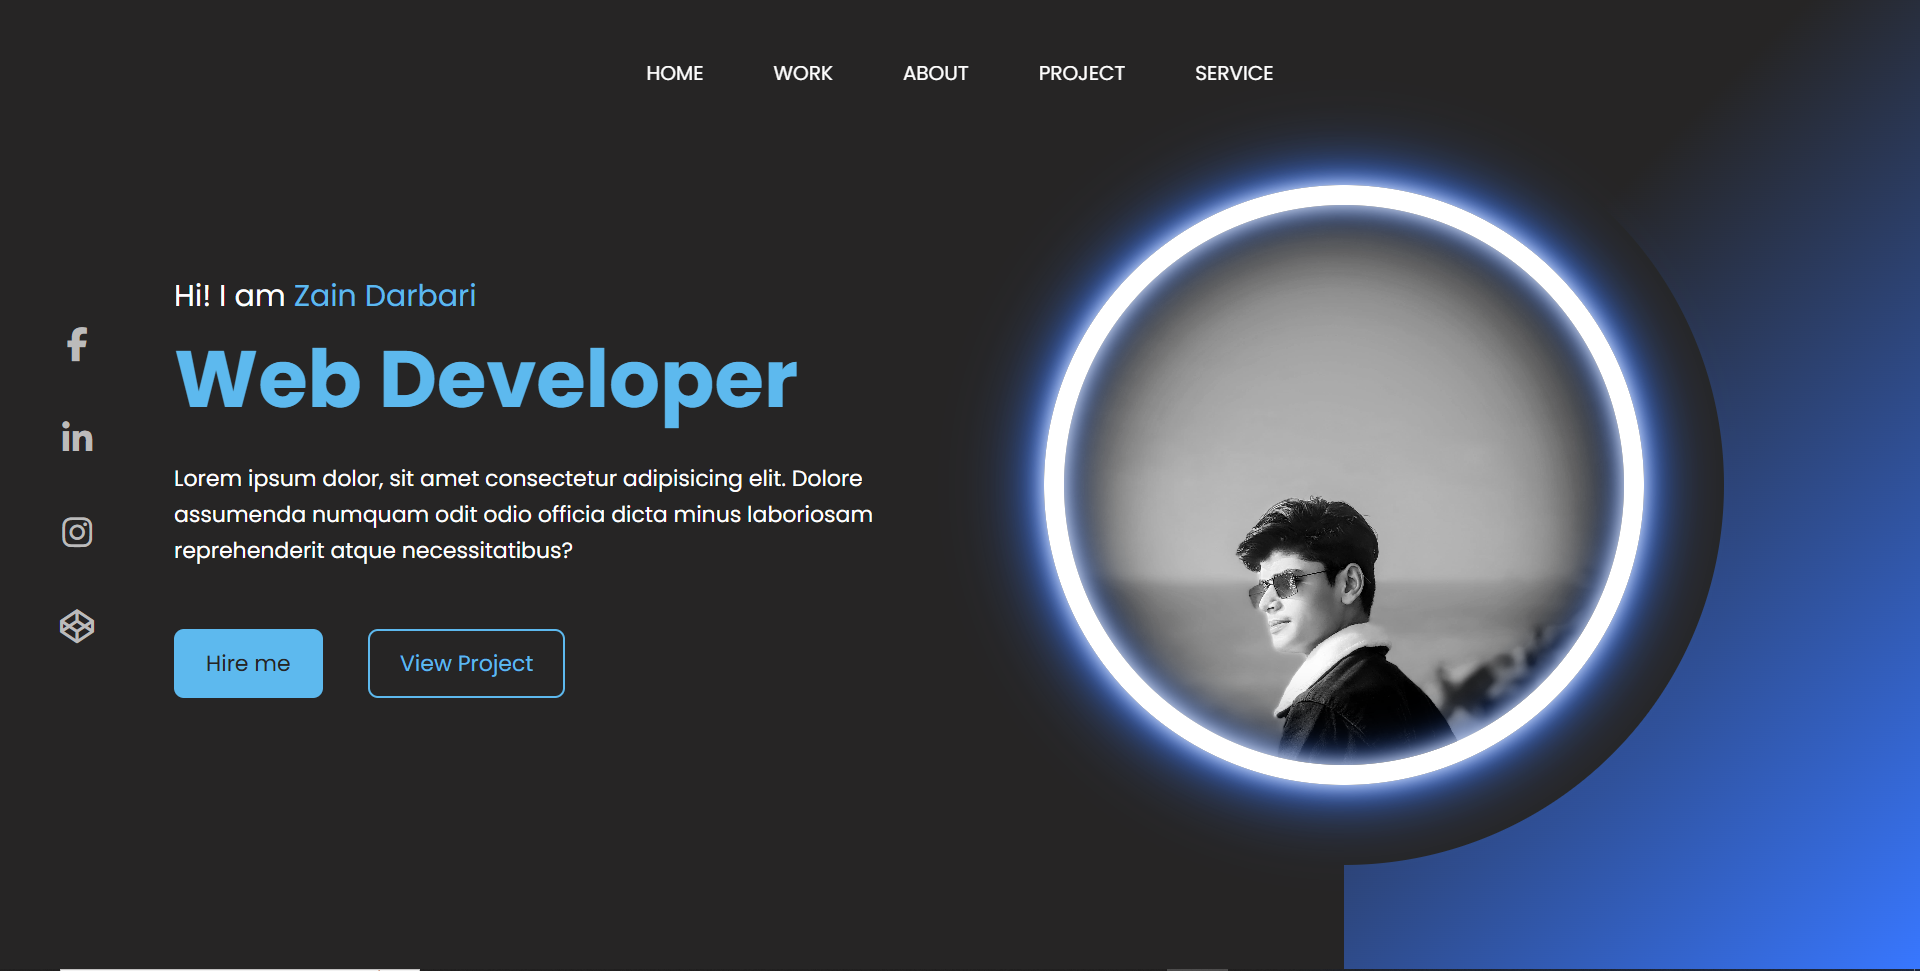 HOME WORK ABOUT PROJECT SERVICE
Hi! I am Zain Darbari
Web Developer
Lorem ipsum dolor, sit amet consectetur adipisicing elit. Dolore
assumenda numquam odit odio officia dicta minus laboriosam
reprehenderit atque necessitatibus?
Hire me View Project